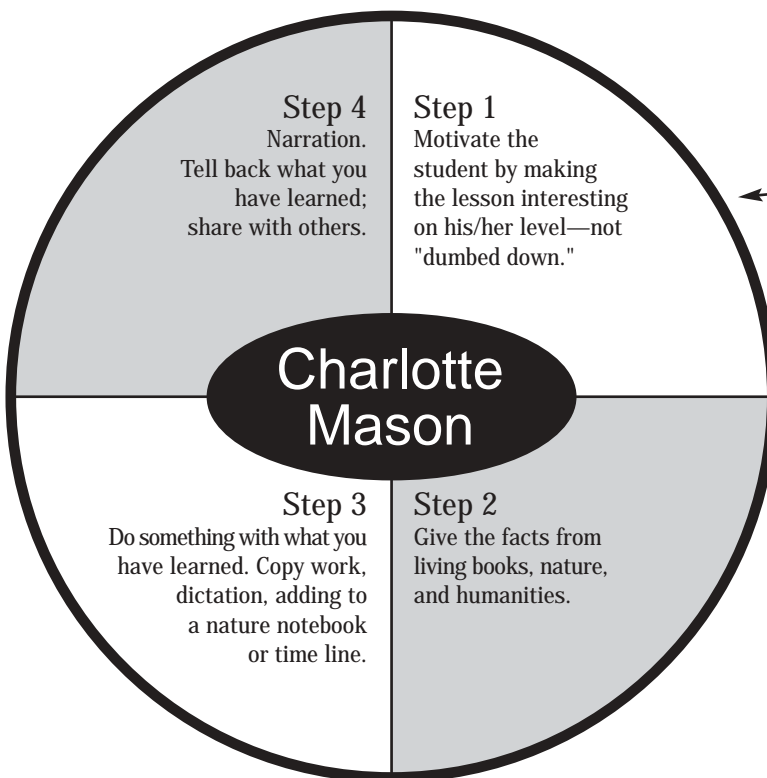 Step 1
Motivate the
student by making
the lesson interesting
on his/her level—not
"dumbed down."
Step 2
Give the facts from
living books, nature,
and humanities.
Step 3
Do something with what you
have learned. Copy work,
dictation, adding to
a nature notebook
or time line.
Step 4
Narration.
Tell back what you
have learned;
share with others.
Charlotte
Mason